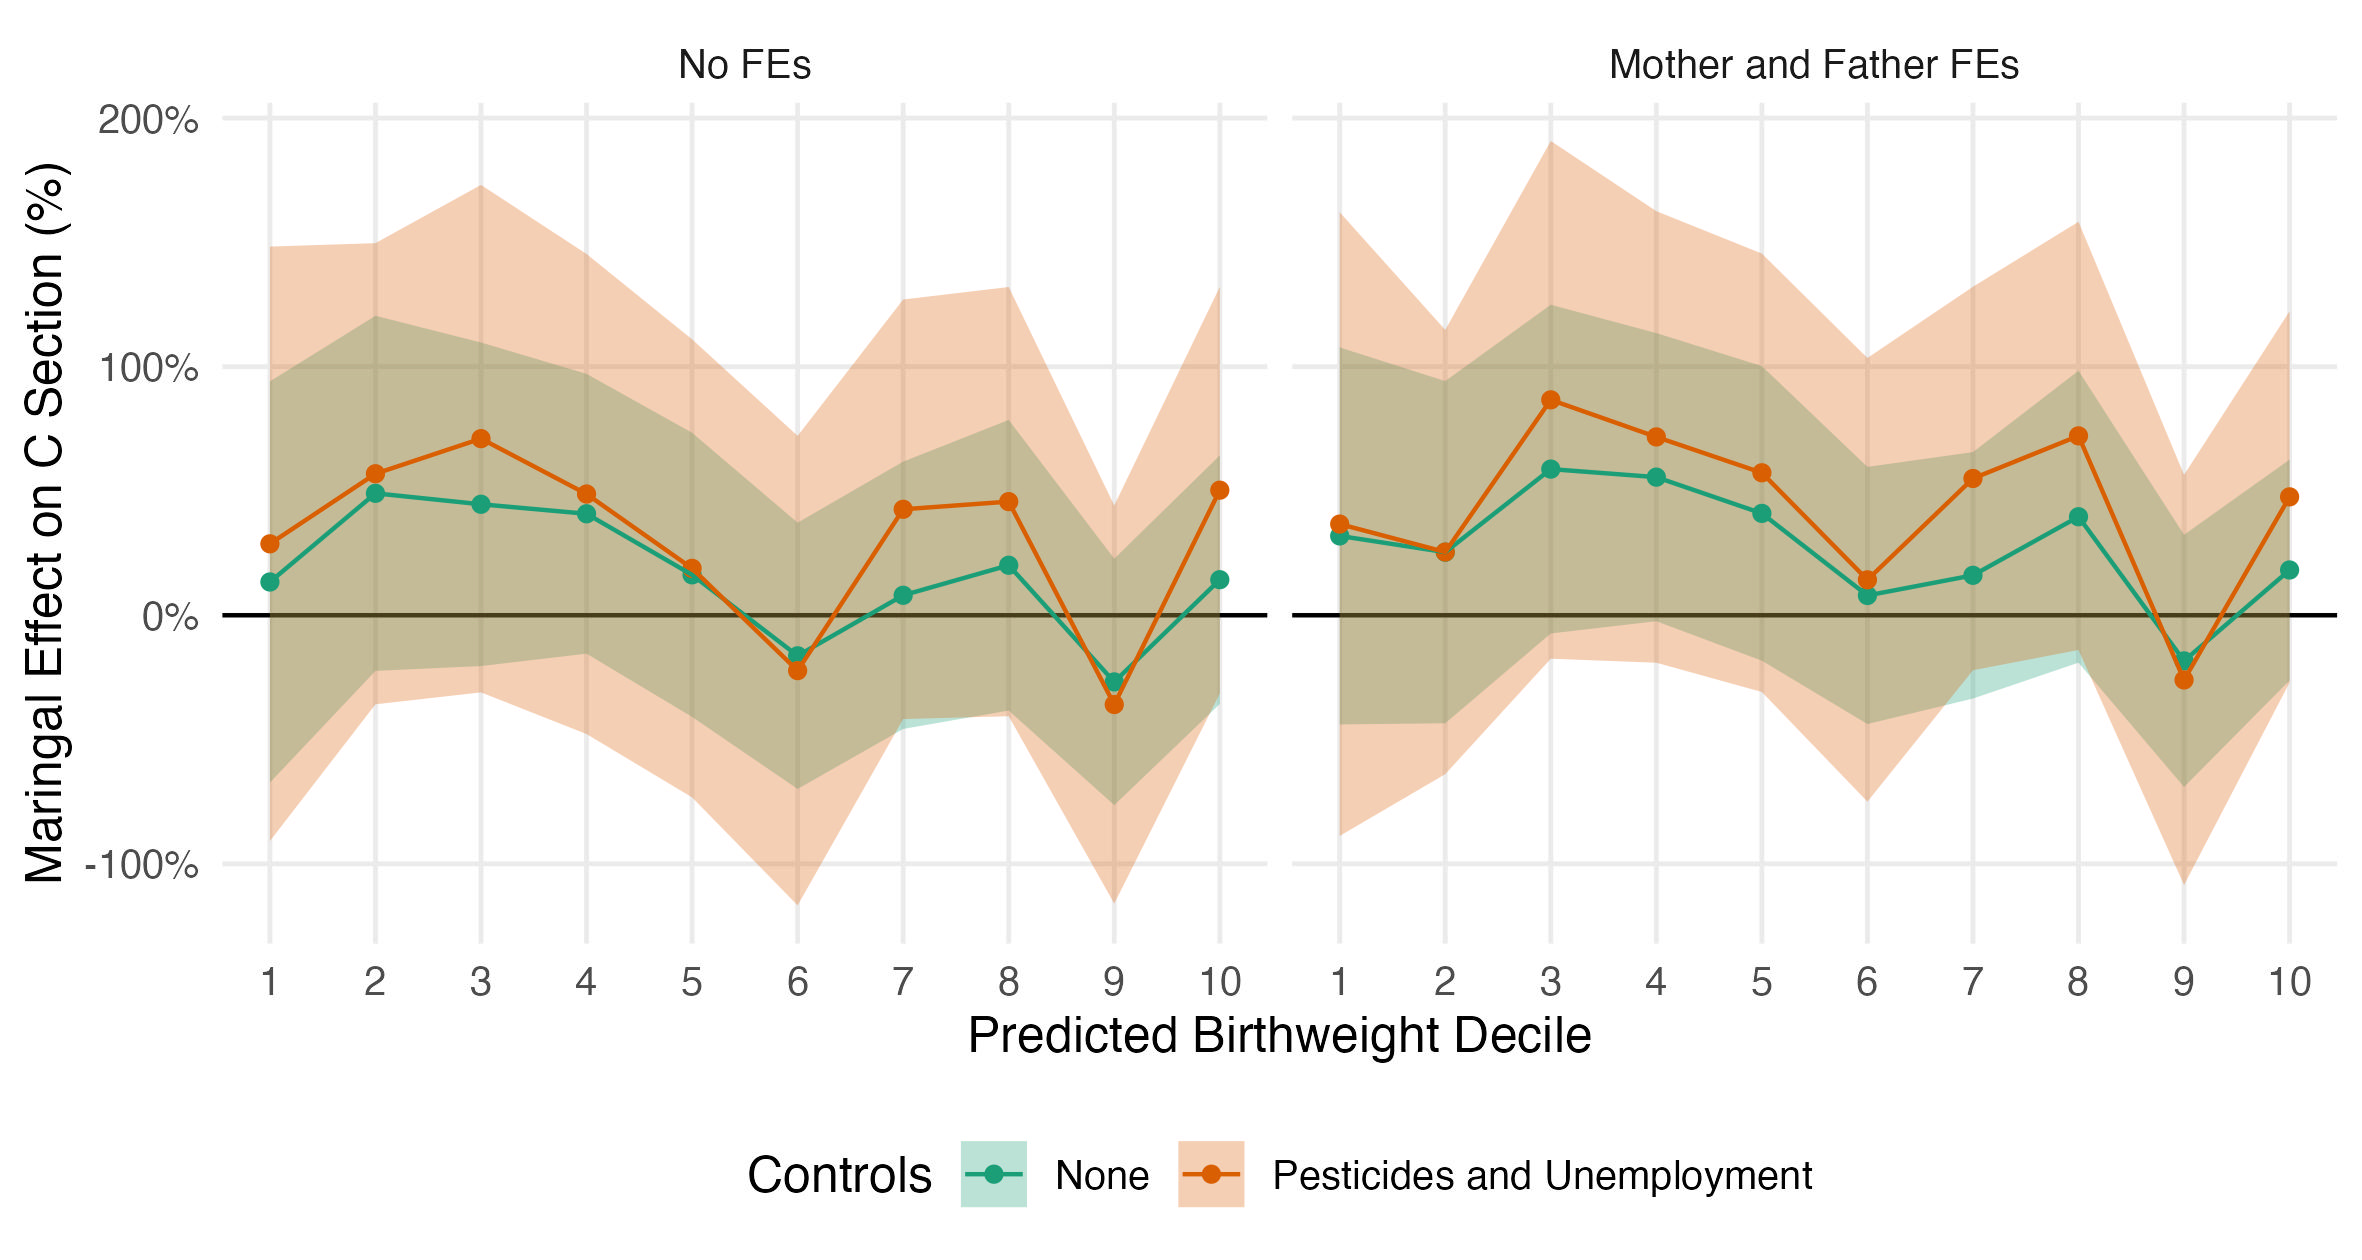 No FEs
Mother and Father FEs
Maringal Effect on C Section (%)
200%
100%
0%
-100%
1 2 3 4 5 6 7 8 9 10
1 2 3 4 5 6 7 8 9 10
Predicted Birthweight Decile
Controls None Pesticides and Unemployment